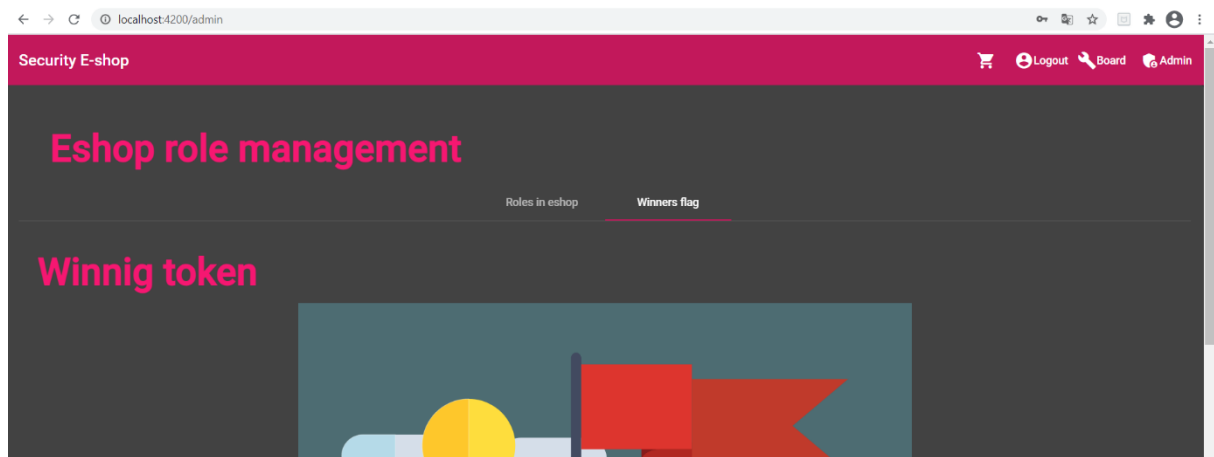 localhost:4200/admin
Security E-shop Logout Board Admin
Eshop role management
Roles in eshop Winners flag
Winnig token